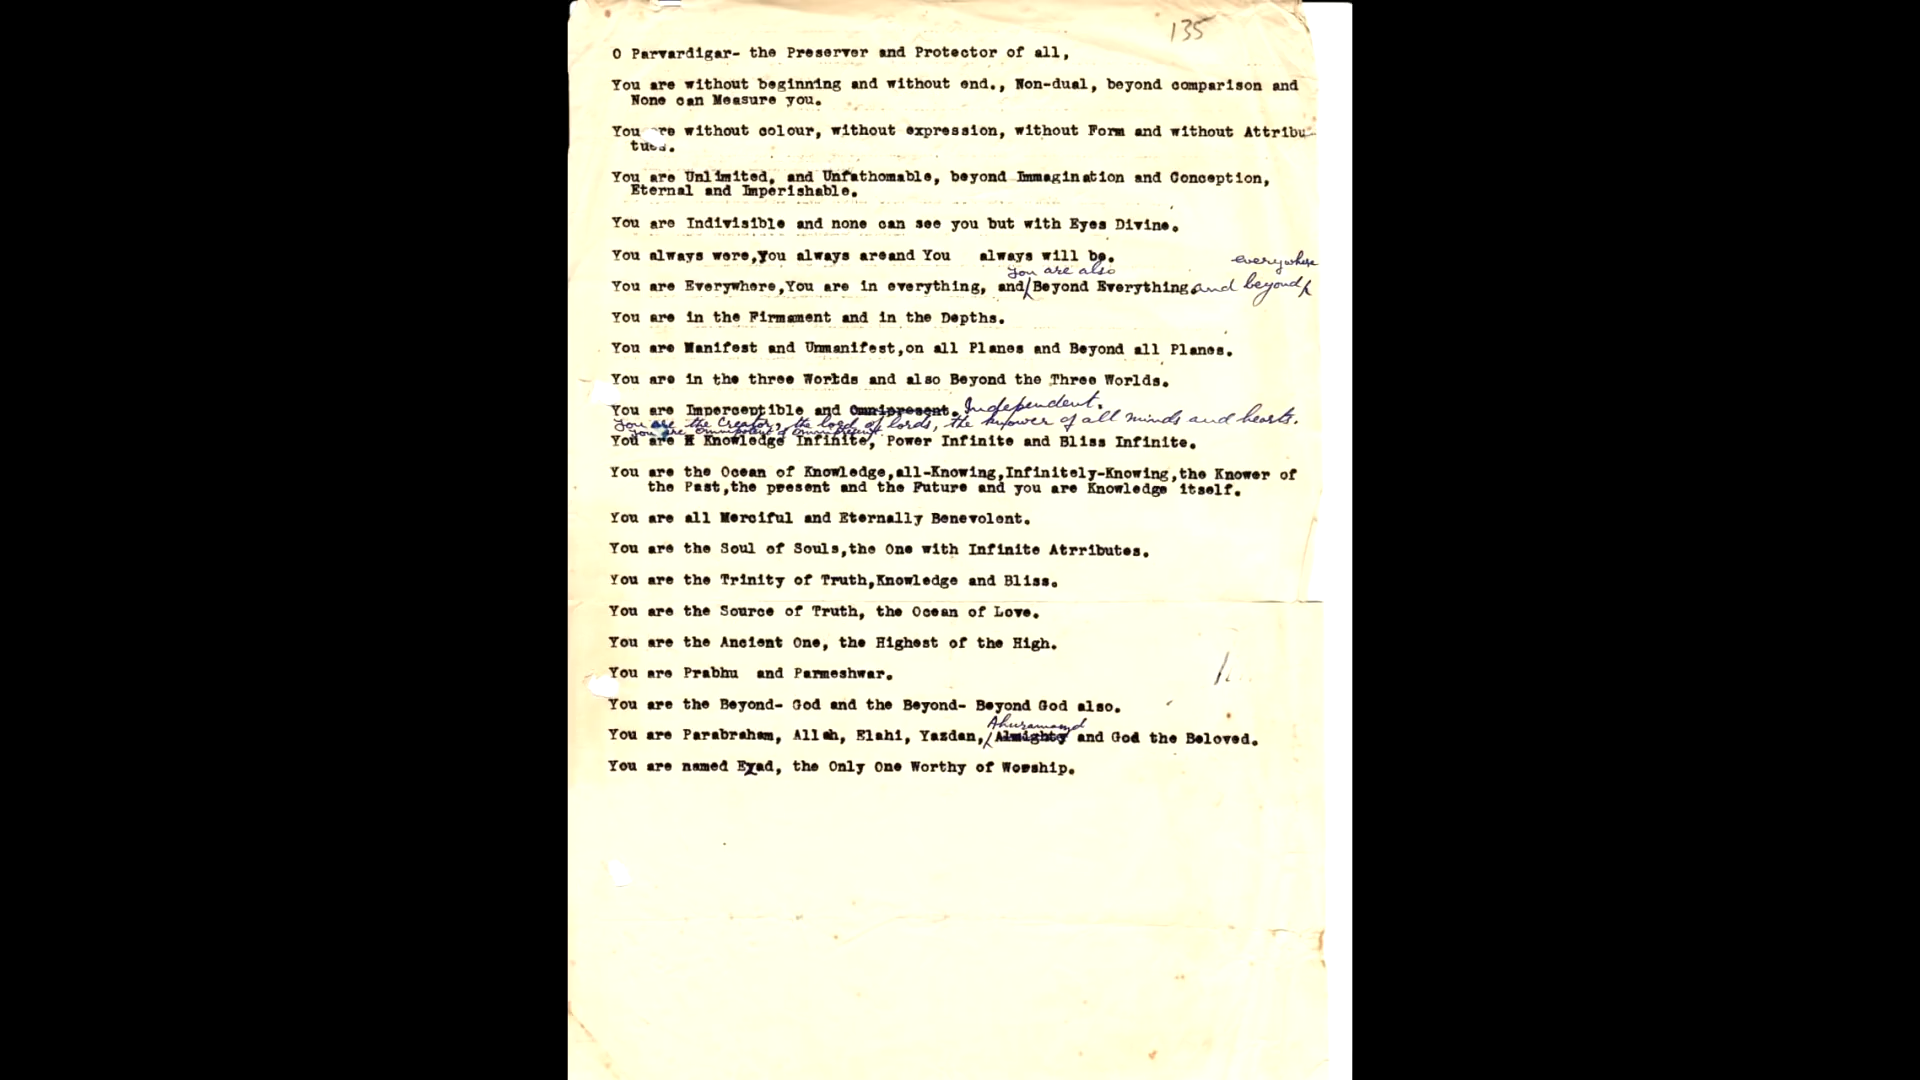 135
O Parvardigar- the Preserver and Protector of all,
You are without beginning and without end., Non-dual, beyond comparison and
None can Measure you.
You re without colour, without expression, without Form and without Attribu-
tues.
You are Unlimited, and Unfathomable, beyond Immagination and Conception,
Eternal and Imperishable.
You are Indivisible and none can see you but with Eyes Divine.
You always were,You always areand You always will be.
everywhere
you are also
You are Everywhere,You are in everything, and Beyond Everything and beyond
You are in the Firmament and in the Depths.
You are Manifest and Unmanifest,on all Planes and Beyond all Planes.
You are in the three Worlds and also Beyond the Three Worlds.
You are Imperceptible and Omnipresent. Independent.
You are the Creator, the lord of lords, the knower of all minds and hearts.
you are omnipotent & omnipresent
You are Knowledge Infinite, Power Infinite and Bliss Infinite.
You are the Ocean of Knowledge,all-Knowing,Infinitely-Knowing,the Knower of
the Past,the present and the Future and you are Knowledge itself.
You are all Merciful and Eternally Benevolent.
You are the Soul of Souls,the One with Infinite Atrributes.
You are the Trinity of Truth,Knowledge and Bliss.
You are the Source of Truth, the Ocean of Love.
You are the Ancient One, the Highest of the High.
You are Prabhu and Parmeshwar.
You are the Beyond- God and the Beyond- Beyond God also.
Ahuramazd
You are Parabraham, Allah, Elahi, Yazdan, Almighty and God the Beloved.
You are named Ezad, the Only One Worthy of Worship.